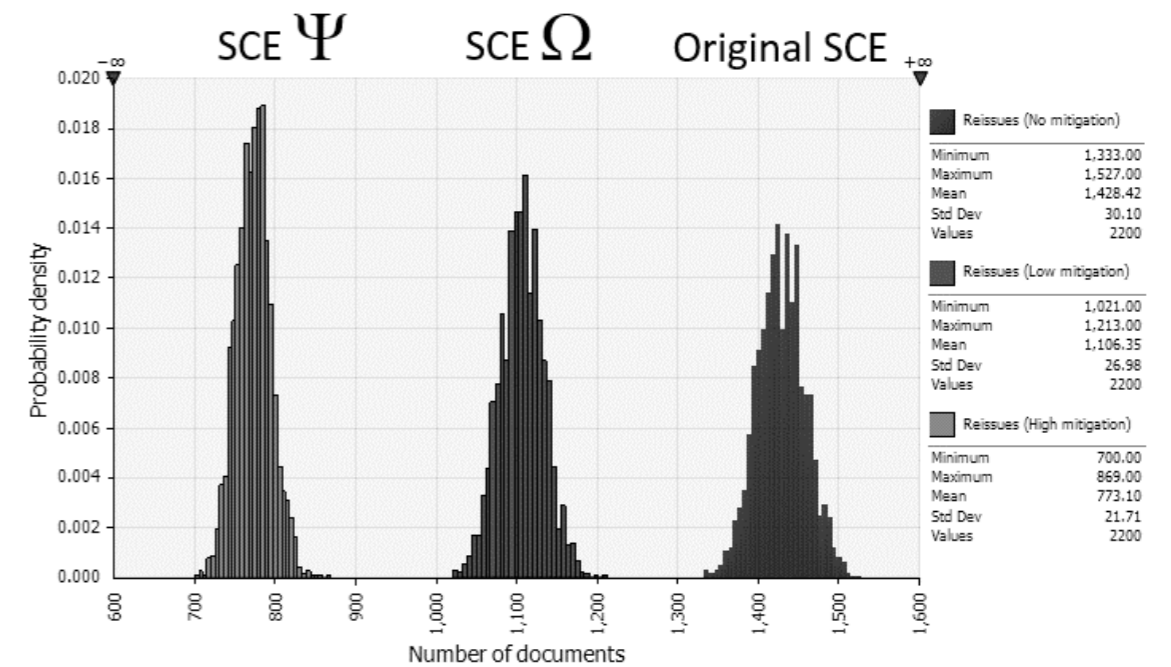 SCE Ψ
SCE Ω
Original SCE
−∞
+∞
0.020
0.018
0.016
0.014
0.012
0.010
0.008
0.006
0.004
0.002
0.000
Probability density
600
700
800
900
1,000
1,100
1,200
1,300
1,400
1,500
1,600
Number of documents
Reissues (No mitigation)
Minimum 1,333.00
Maximum 1,527.00
Mean 1,428.42
Std Dev 30.10
Values 2200
Reissues (Low mitigation)
Minimum 1,021.00
Maximum 1,213.00
Mean 1,106.35
Std Dev 26.98
Values 2200
Reissues (High mitigation)
Minimum 700.00
Maximum 869.00
Mean 773.10
Std Dev 21.71
Values 2200